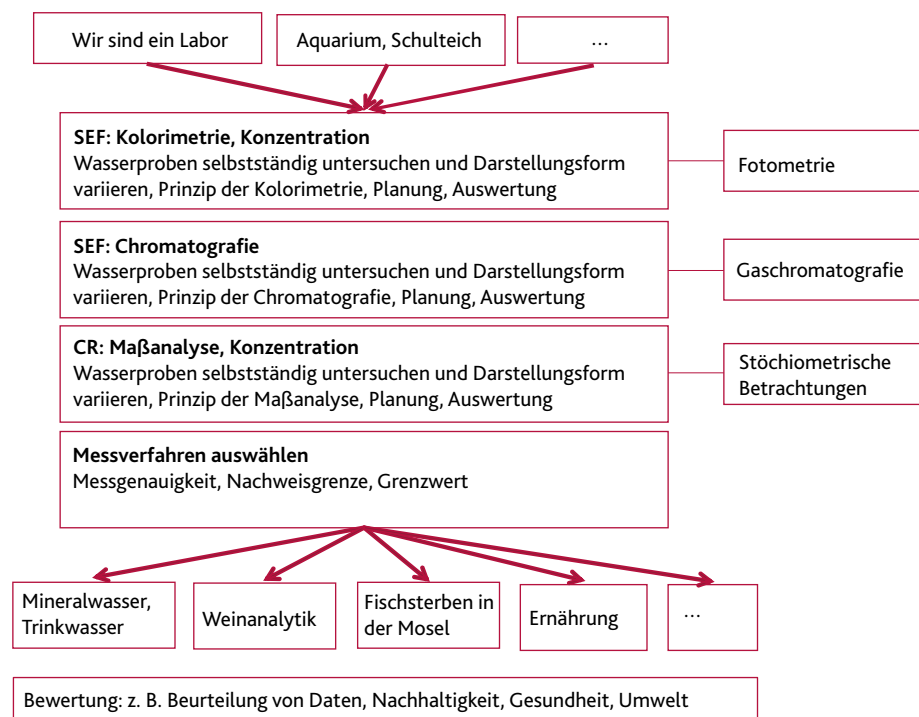 Wir sind ein Labor
Aquarium, Schulteich
...
SEF: Kolorimetrie, Konzentration
Wasserproben selbstständig untersuchen und Darstellungsform
variieren, Prinzip der Kolorimetrie, Planung, Auswertung
Fotometrie
SEF: Chromatografie
Wasserproben selbstständig untersuchen und Darstellungsform
variieren, Prinzip der Chromatografie, Planung, Auswertung
Gaschromatografie
CR: Maßanalyse, Konzentration
Wasserproben selbstständig untersuchen und Darstellungsform
variieren, Prinzip der Maßanalyse, Planung, Auswertung
Stöchiometrische
Betrachtungen
Messverfahren auswählen
Messgenauigkeit, Nachweisgrenze, Grenzwert
Mineralwasser,
Trinkwasser
Weinanalytik
Fischsterben in
der Mosel
Ernährung
...
Bewertung: z. B. Beurteilung von Daten, Nachhaltigkeit, Gesundheit, Umwelt